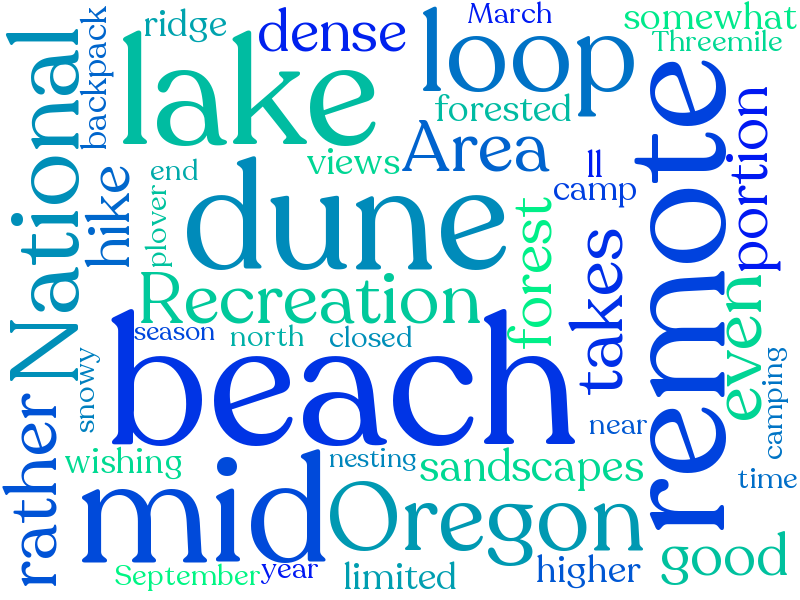 March
somewhat
ridge
dense
loop
Threemile
backpack
lake
forested
National
Area
remote
views
ll
portion
end
camp
hike
plover
dune
forest
takes
Recreation
even
season
north
closed
beach
snowy
camping
near
rather
wishing
nesting
sandscapes
time
mid
Oregon
good
September
year
limited
higher